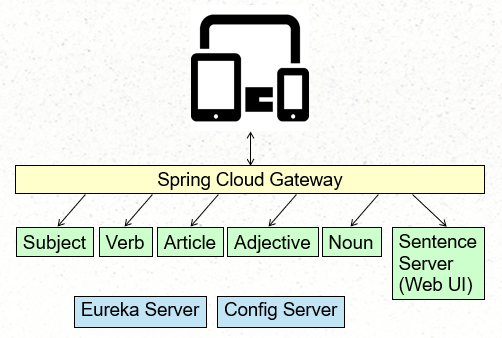 Spring Cloud Gateway
Subject
Verb
Article
Adjective
Noun
Sentence
Server
(Web UI)
Eureka Server
Config Server